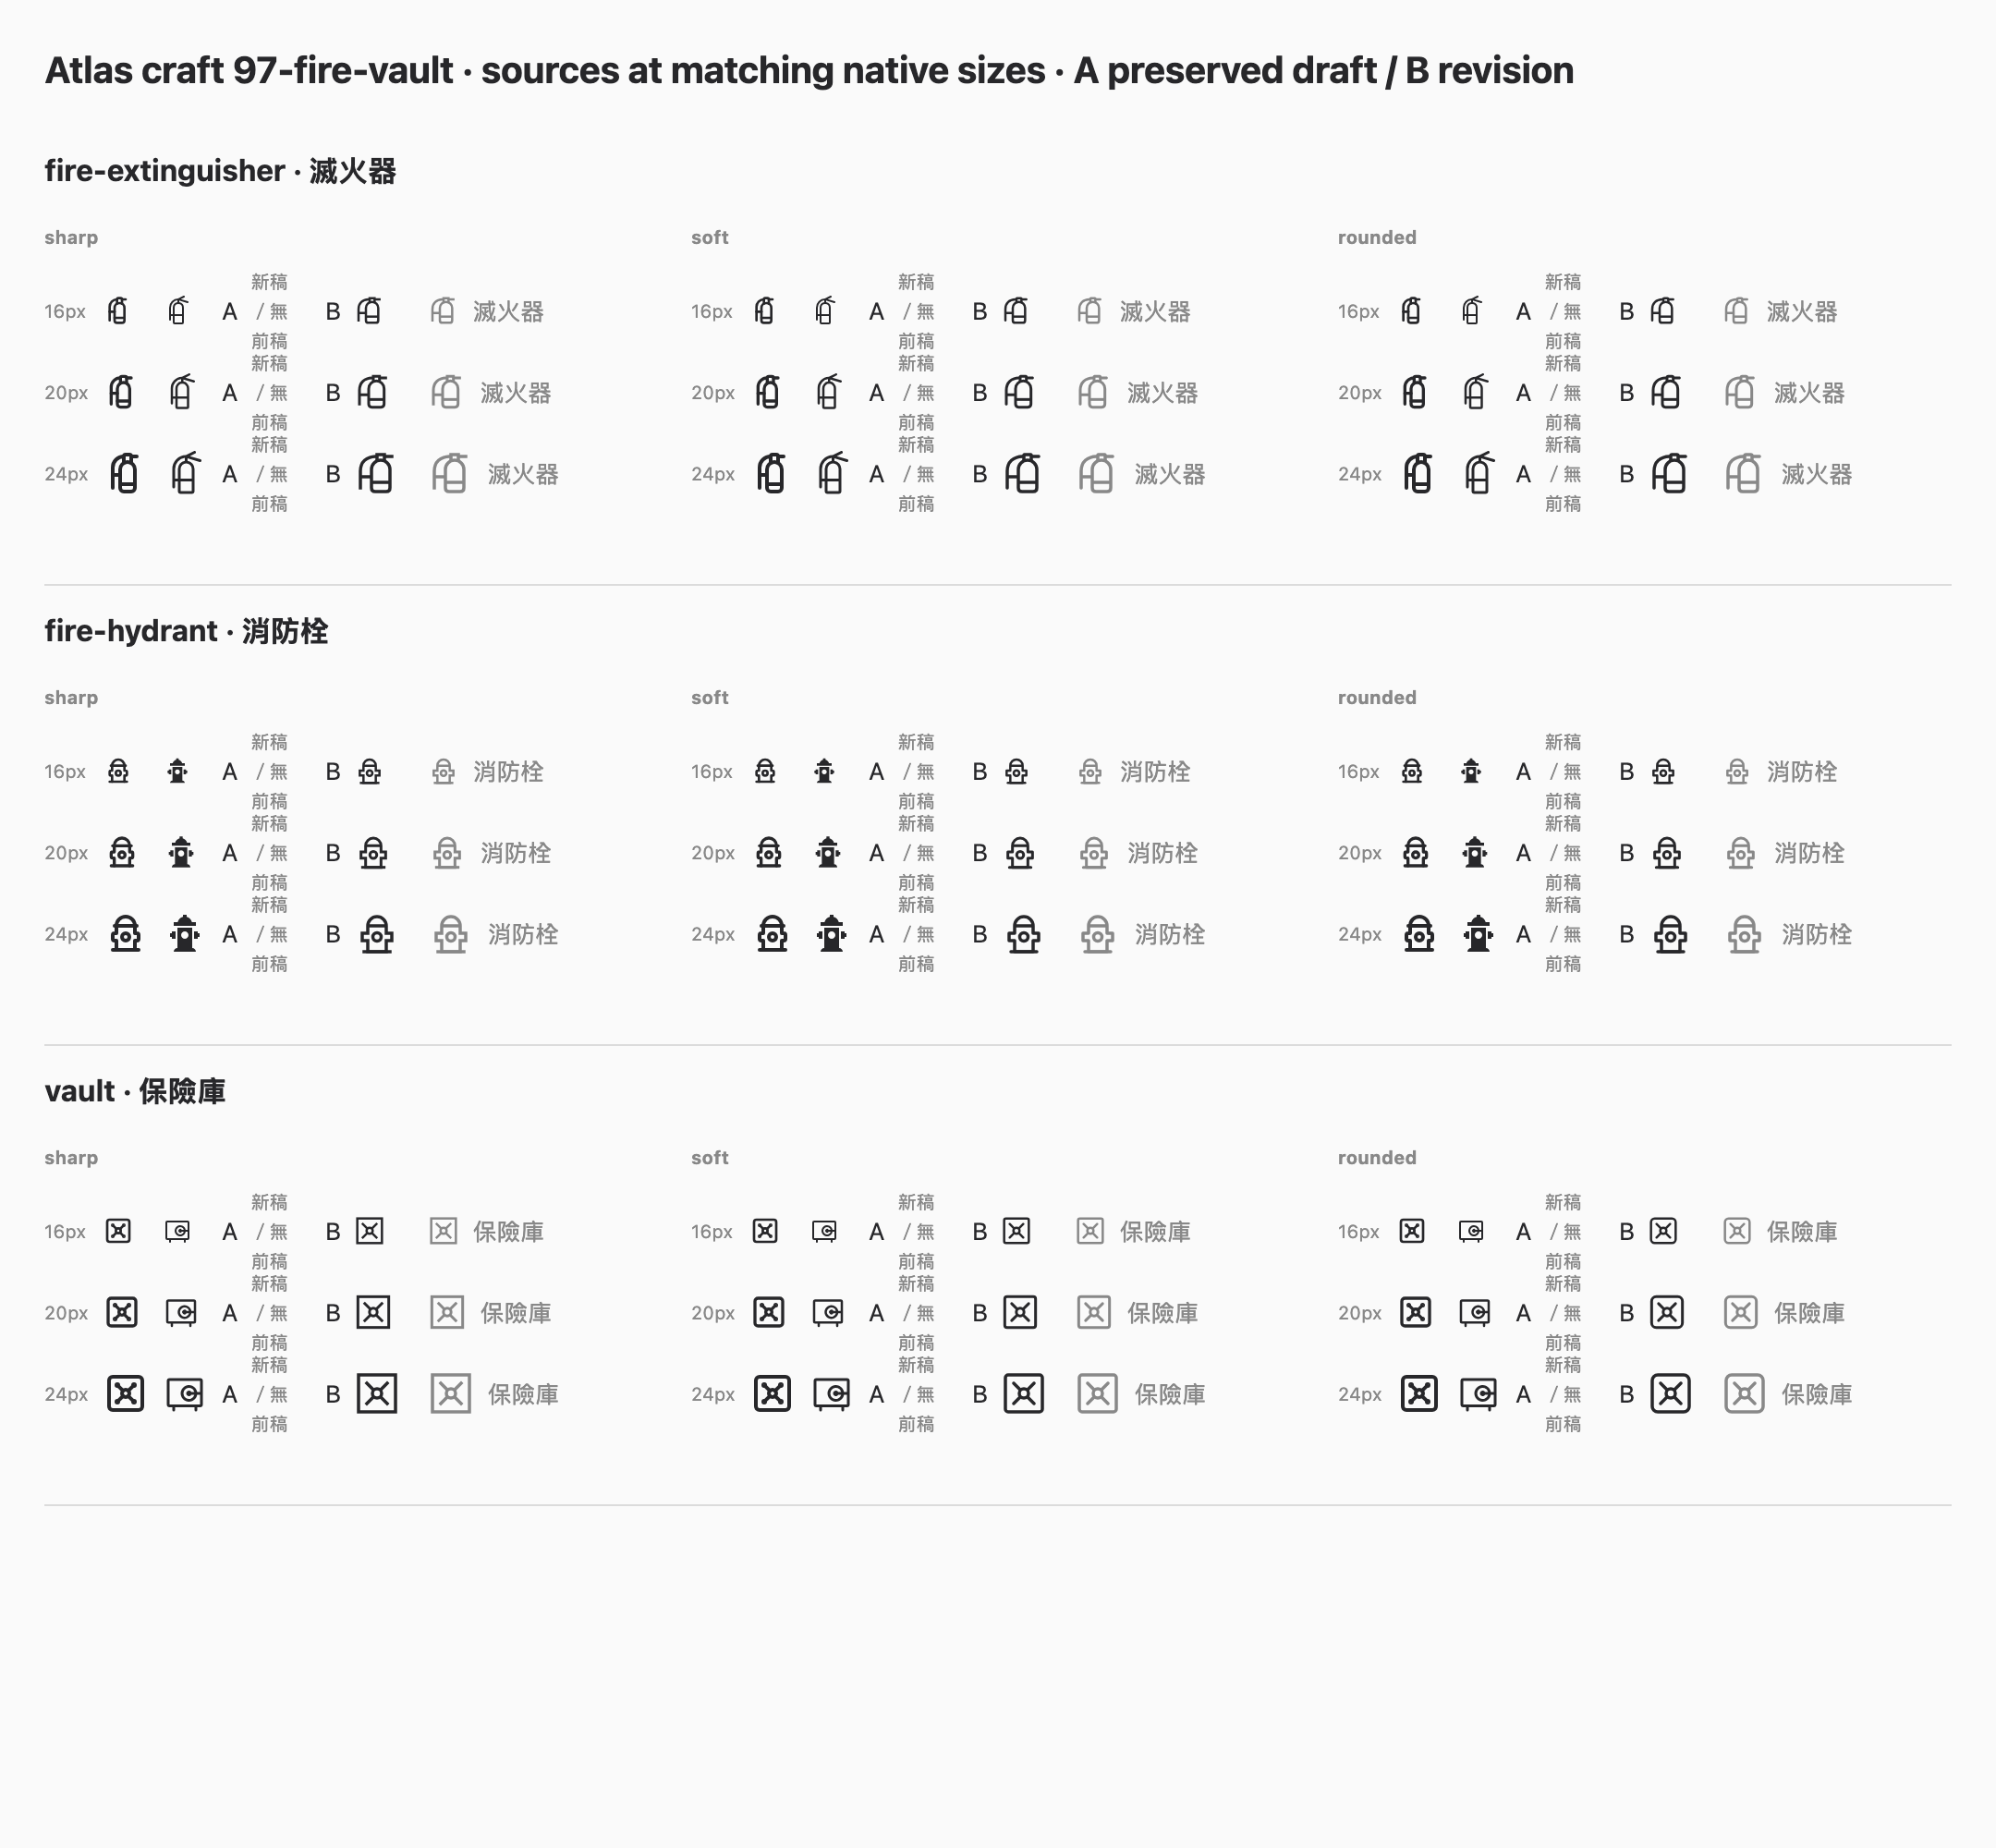 Atlas craft 97-fire-vault · sources at matching native sizes · A preserved draft / B revision
fire-extinguisher · 滅火器
sharp
16px A 新稿 / 無前稿 B 滅火器
20px A 新稿 / 無前稿 B 滅火器
24px A 新稿 / 無前稿 B 滅火器
soft
16px A 新稿 / 無前稿 B 滅火器
20px A 新稿 / 無前稿 B 滅火器
24px A 新稿 / 無前稿 B 滅火器
rounded
16px A 新稿 / 無前稿 B 滅火器
20px A 新稿 / 無前稿 B 滅火器
24px A 新稿 / 無前稿 B 滅火器
fire-hydrant · 消防栓
sharp
16px A 新稿 / 無前稿 B 消防栓
20px A 新稿 / 無前稿 B 消防栓
24px A 新稿 / 無前稿 B 消防栓
soft
16px A 新稿 / 無前稿 B 消防栓
20px A 新稿 / 無前稿 B 消防栓
24px A 新稿 / 無前稿 B 消防栓
rounded
16px A 新稿 / 無前稿 B 消防栓
20px A 新稿 / 無前稿 B 消防栓
24px A 新稿 / 無前稿 B 消防栓
vault · 保險庫
sharp
16px A 新稿 / 無前稿 B 保險庫
20px A 新稿 / 無前稿 B 保險庫
24px A 新稿 / 無前稿 B 保險庫
soft
16px A 新稿 / 無前稿 B 保險庫
20px A 新稿 / 無前稿 B 保險庫
24px A 新稿 / 無前稿 B 保險庫
rounded
16px A 新稿 / 無前稿 B 保險庫
20px A 新稿 / 無前稿 B 保險庫
24px A 新稿 / 無前稿 B 保險庫